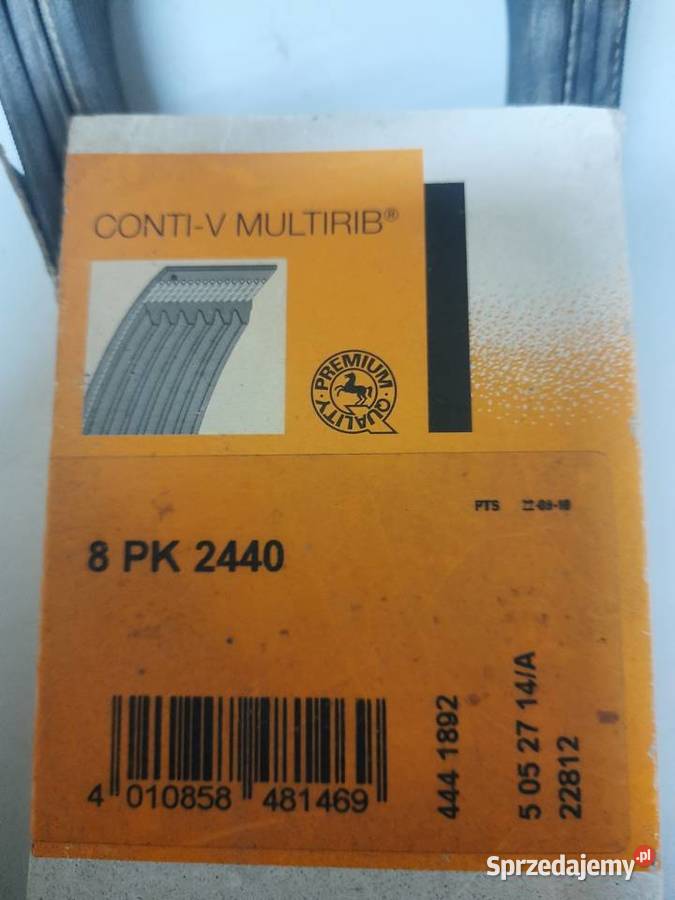 CONTI-V MULTIRIB®
PREMIUM · QUALITY ·
PTS
8 PK 2440
4 010858 481469
444 1892
5 05 27 14/A
22812
Sprzedajemy.pl